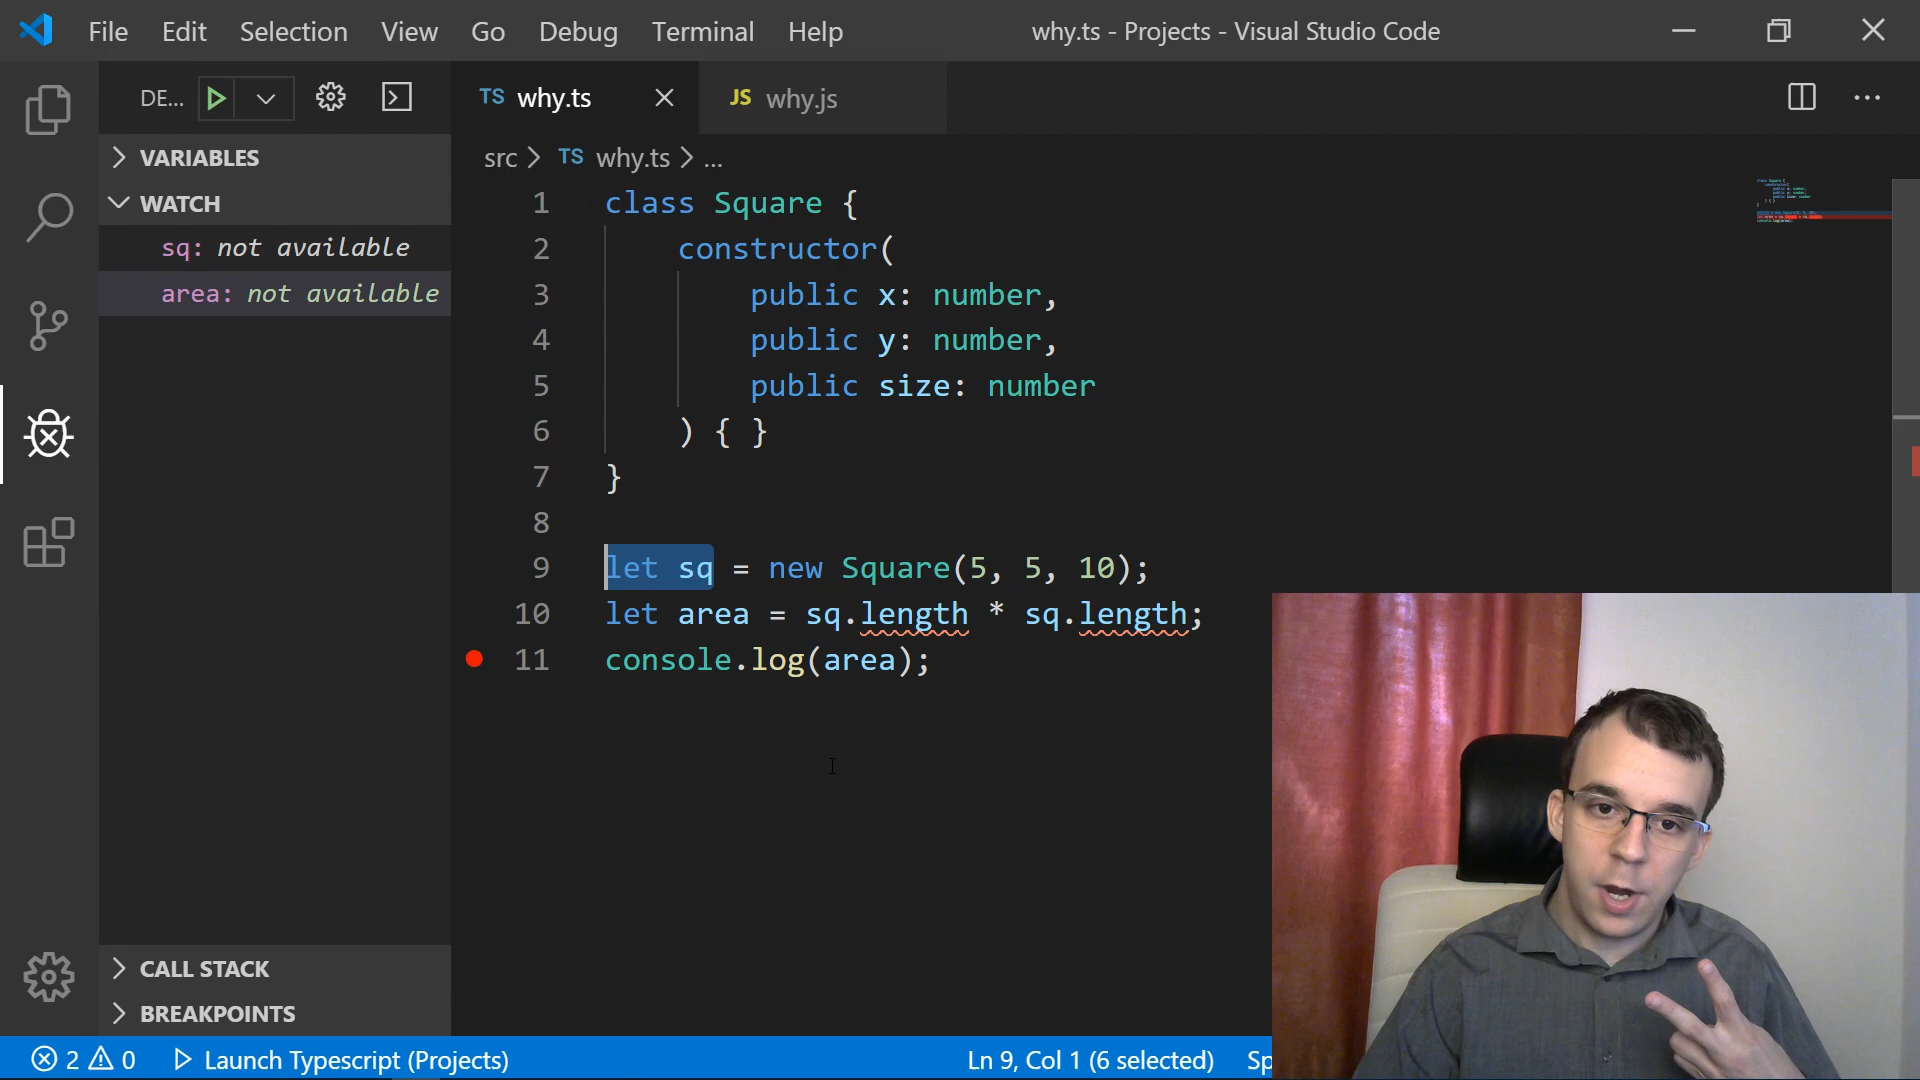 File Edit Selection View Go Debug Terminal Help why.ts - Projects - Visual Studio Code
DE... TS why.ts JS why.js
src > TS why.ts > ...
VARIABLES
WATCH
sq: not available
area: not available
1 class Square {
2 constructor(
3 public x: number,
4 public y: number,
5 public size: number
6 ) { }
7 }
8
9 let sq = new Square(5, 5, 10);
10 let area = sq.length * sq.length;
11 console.log(area);
CALL STACK
BREAKPOINTS
2 0 Launch Typescript (Projects) Ln 9, Col 1 (6 selected) Sp